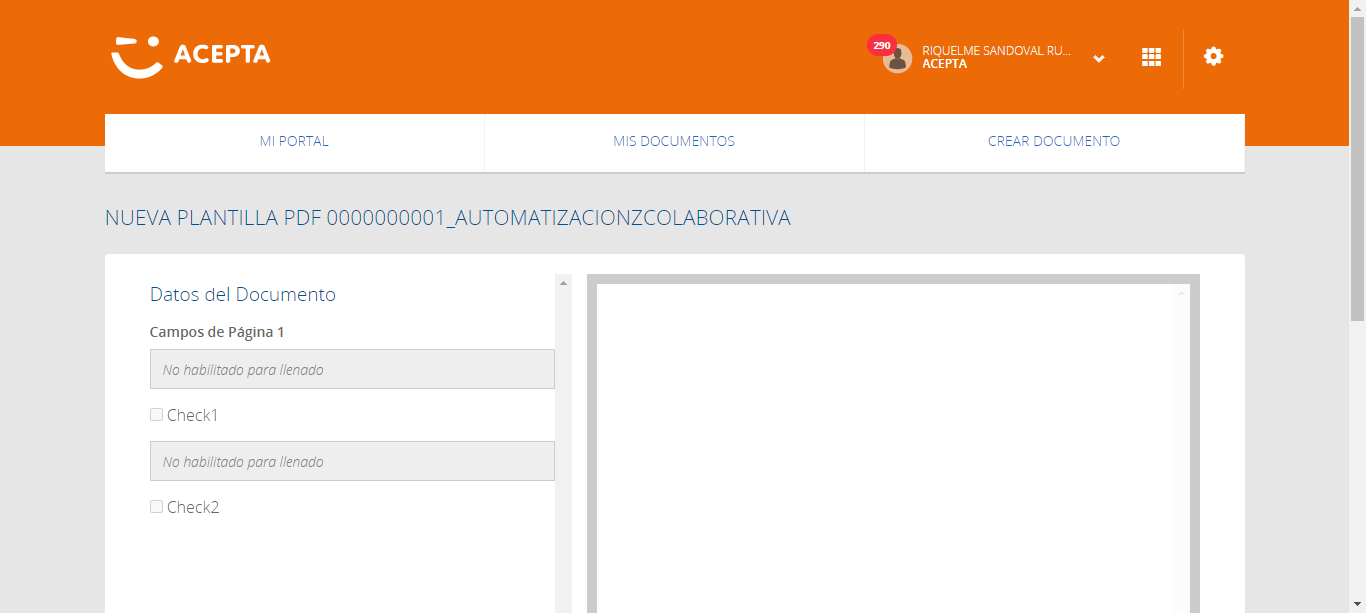 ACEPTA
290
RIQUELME SANDOVAL RU...
ACEPTA
MI PORTAL
MIS DOCUMENTOS
CREAR DOCUMENTO
NUEVA PLANTILLA PDF 0000000001_AUTOMATIZACIONZCOLABORATIVA
Datos del Documento
Campos de Página 1
No habilitado para llenado
Check1
No habilitado para llenado
Check2